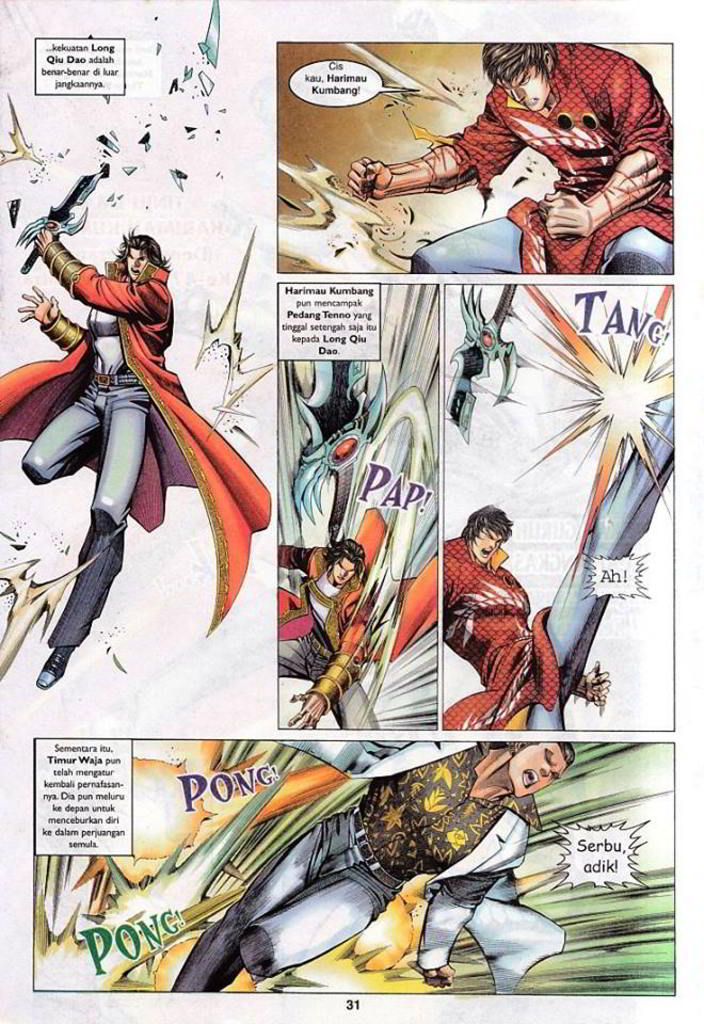 ...kekuatan Long
Qiu Dao adalah
benar-benar di luar
jangkaannya.
Cis
kau, Harimau
Kumbang!
Harimau Kumbang
pun mencampak
Pedang Tenno yang
tinggal setengah saja itu
kepada Long Qiu
Dao.
PAP!
TANG!
Ah!
Sementara itu,
Timur Waja pun
telah mengatur
kembali pernafasan-
nya. Dia pun meluru
ke depan untuk
menceburkan diri
ke dalam perjuangan
semula.
PONG!
PONG!
Serbu,
adik!
31